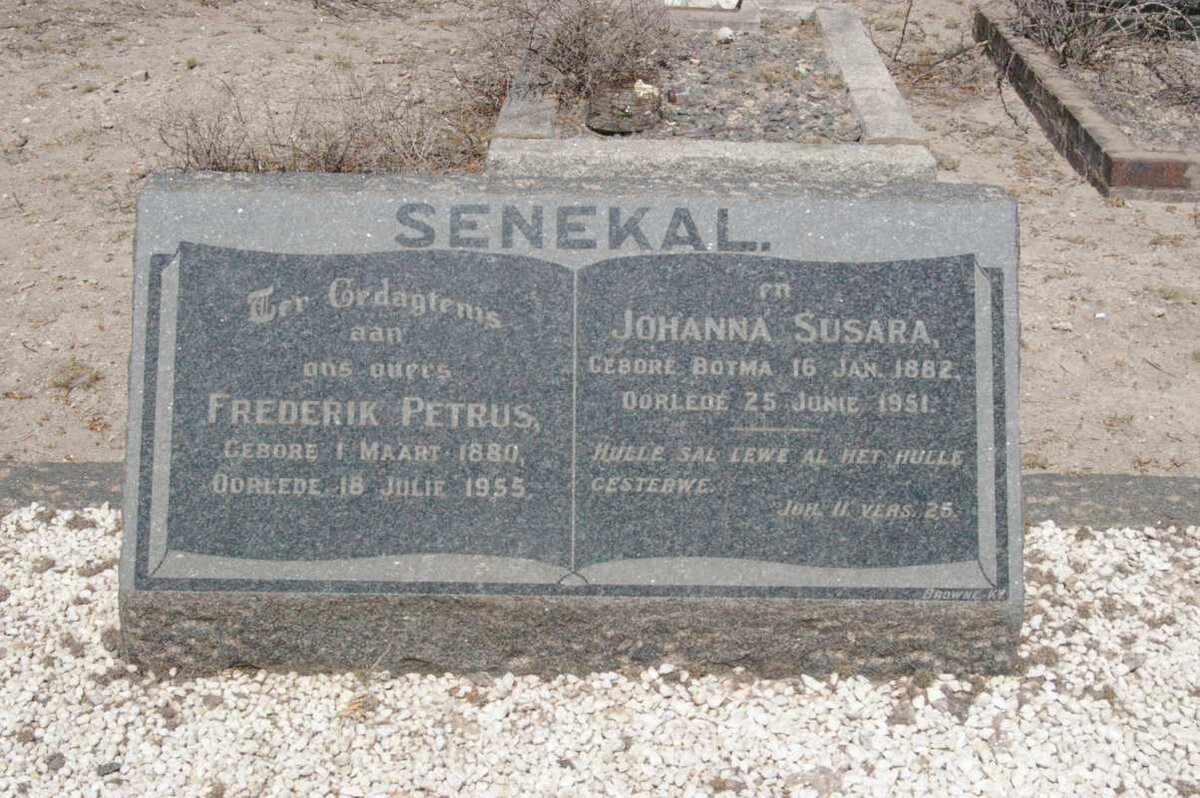 SENEKAL.
Ter Gedagtenis
aan
ons ouers
FREDERIK PETRUS,
GEBORE 1 MAART 1880,
OORLEDE 18 JULIE 1955.
en
JOHANNA SUSARA,
GEBORE BOTMA 16 JAN. 1882.
OORLEDE 25 JUNIE 1951.
HULLE SAL LEWE AL HET HULLE
GESTERWE.
JOH. 11 VERS. 25.
BROWNE KY.